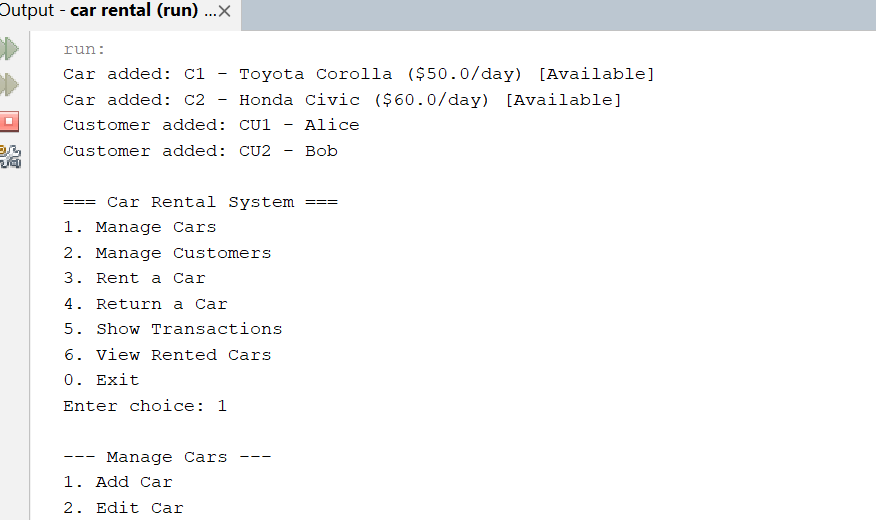 Output - car rental (run) ...
run:
Car added: C1 - Toyota Corolla ($50.0/day) [Available]
Car added: C2 - Honda Civic ($60.0/day) [Available]
Customer added: CU1 - Alice
Customer added: CU2 - Bob
=== Car Rental System ===
1. Manage Cars
2. Manage Customers
3. Rent a Car
4. Return a Car
5. Show Transactions
6. View Rented Cars
0. Exit
Enter choice: 1
--- Manage Cars ---
1. Add Car
2. Edit Car